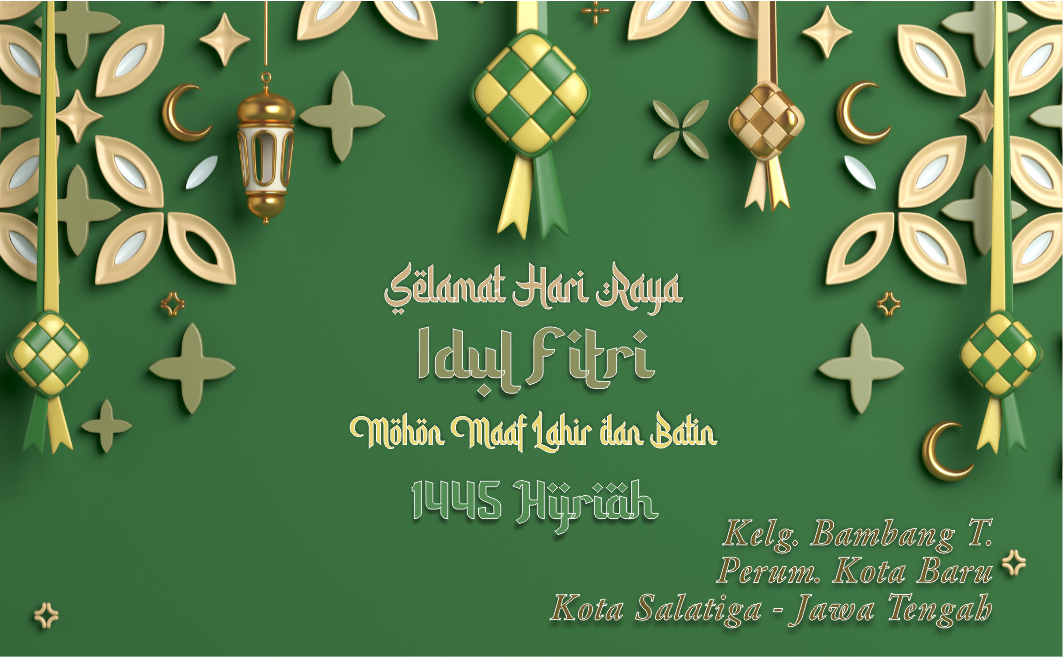 Selamat Hari Raya
Idul Fitri
Mohon Maaf Lahir dan Batin
1445 Hijriah
Kelg. Bambang T.
Perum. Kota Baru
Kota Salatiga - Jawa Tengah